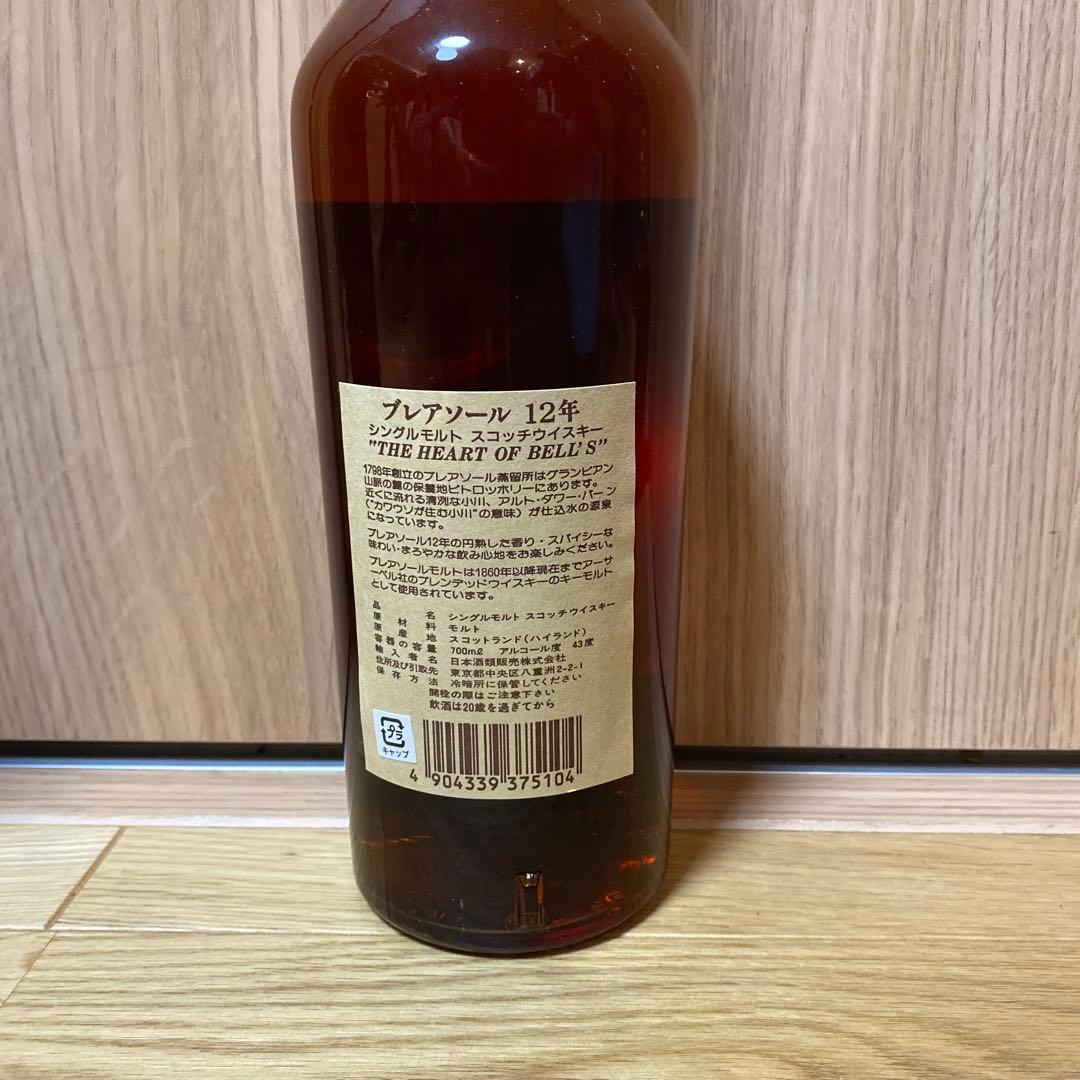 ブレアソール 12年
シングルモルト スコッチウイスキー
"THE HEART OF BELL'S"
1798年創立のブレアソール蒸留所はグランピアン
山脈の麓の保養地ピトロッホリーにあります。
近くに流れる清冽な小川、アルト・ダワー・バーン
("カワウソが住む小川"の意味)が仕込水の源泉
になっています。
ブレアソール12年の円熟した香り・スパイシーな
味わい・まろやかな飲み心地をお楽しみください。
ブレアソールモルトは1860年以降現在までアーサ
ーベル社のブレンデッドウイスキーのキーモルト
として使用されています。
品名 シングルモルト スコッチウイスキー
原材料 モルト
原産地 スコットランド(ハイランド)
容器の容量 700mℓ アルコール度 43度
輸入者名 日本酒類販売株式会社
住所及び引取先 東京都中央区八重洲2-2-1
保存方法 冷暗所に保管してください
開栓の際はご注意下さい
飲酒は20歳を過ぎてから
プラ
キャップ
4 904339 375104